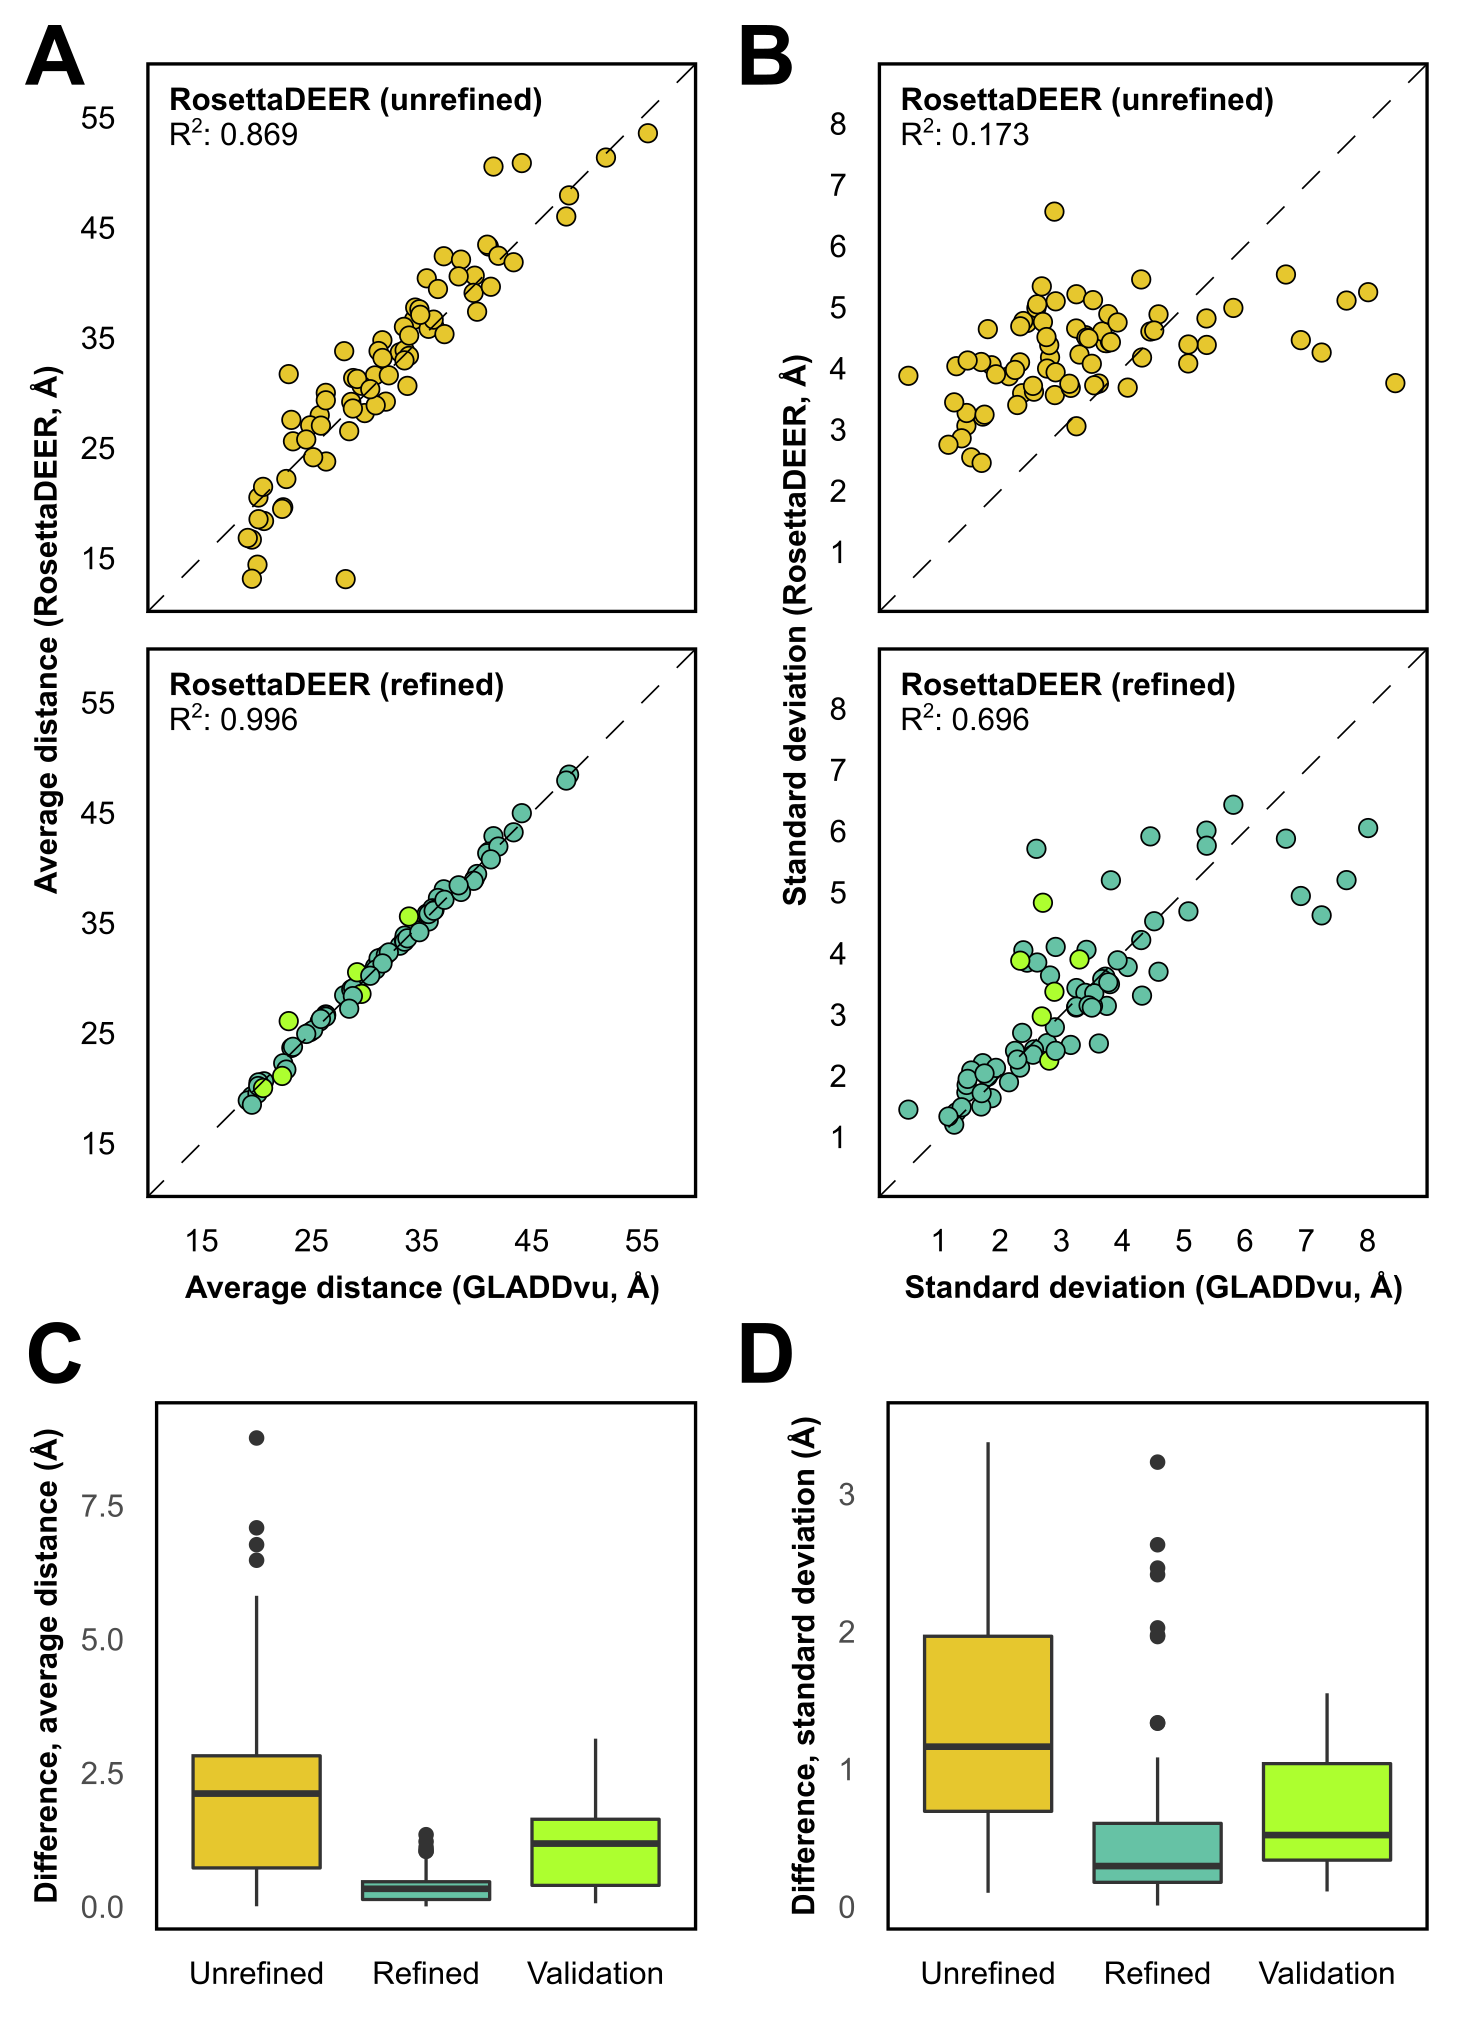 A
B
RosettaDEER (unrefined)
R²: 0.869
55
45
35
25
15
RosettaDEER (unrefined)
R²: 0.173
8
7
6
5
4
3
2
1
Average distance (RosettaDEER, Å)
Standard deviation (RosettaDEER, Å)
RosettaDEER (refined)
R²: 0.996
55
45
35
25
15
RosettaDEER (refined)
R²: 0.696
8
7
6
5
4
3
2
1
15 25 35 45 55
Average distance (GLADDvu, Å)
1 2 3 4 5 6 7 8
Standard deviation (GLADDvu, Å)
C
Difference, average distance (Å)
7.5
5.0
2.5
0.0
Unrefined Refined Validation
D
Difference, standard deviation (Å)
3
2
1
0
Unrefined Refined Validation